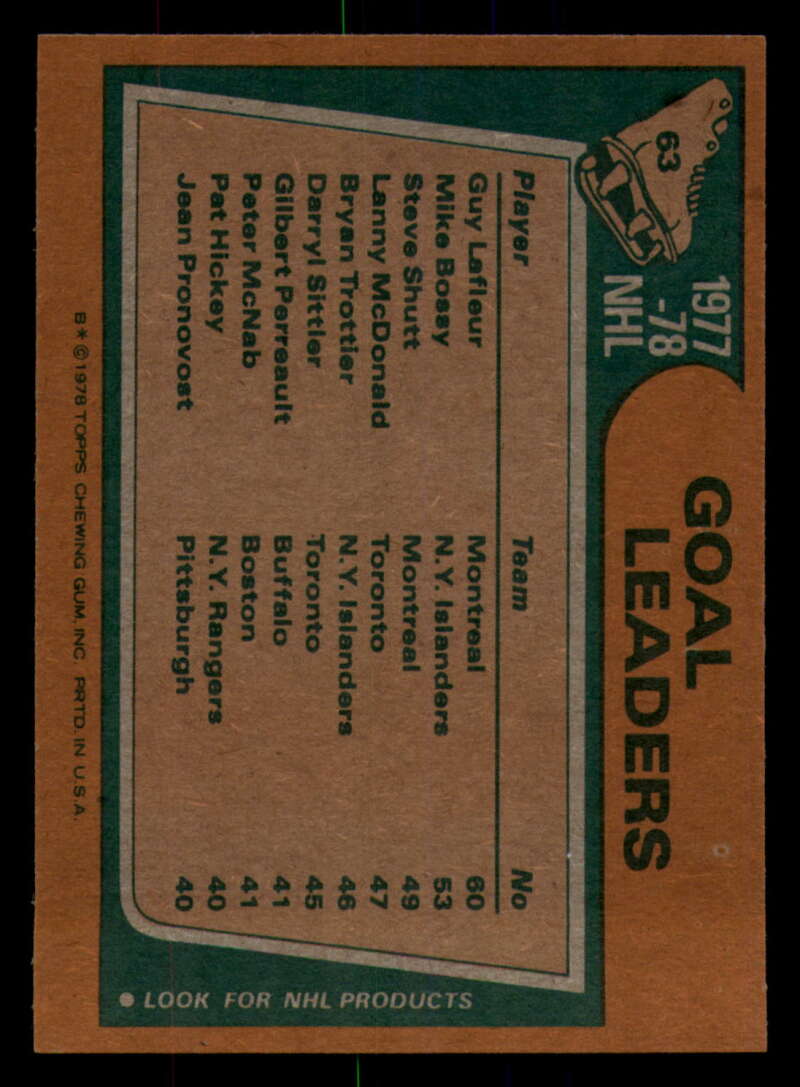 63
1977
-78
NHL
GOAL
LEADERS
Player Team No
Guy Lafleur Montreal 60
Mike Bossy N.Y. Islanders 53
Steve Shutt Montreal 49
Lanny McDonald Toronto 47
Bryan Trottier N.Y. Islanders 46
Darryl Sittler Toronto 45
Gilbert Perreault Buffalo 41
Peter McNab Boston 41
Pat Hickey N.Y. Rangers 40
Jean Pronovost Pittsburgh 40
● LOOK FOR NHL PRODUCTS
B*©1978 TOPPS CHEWING GUM, INC. PRTD. IN U.S.A.